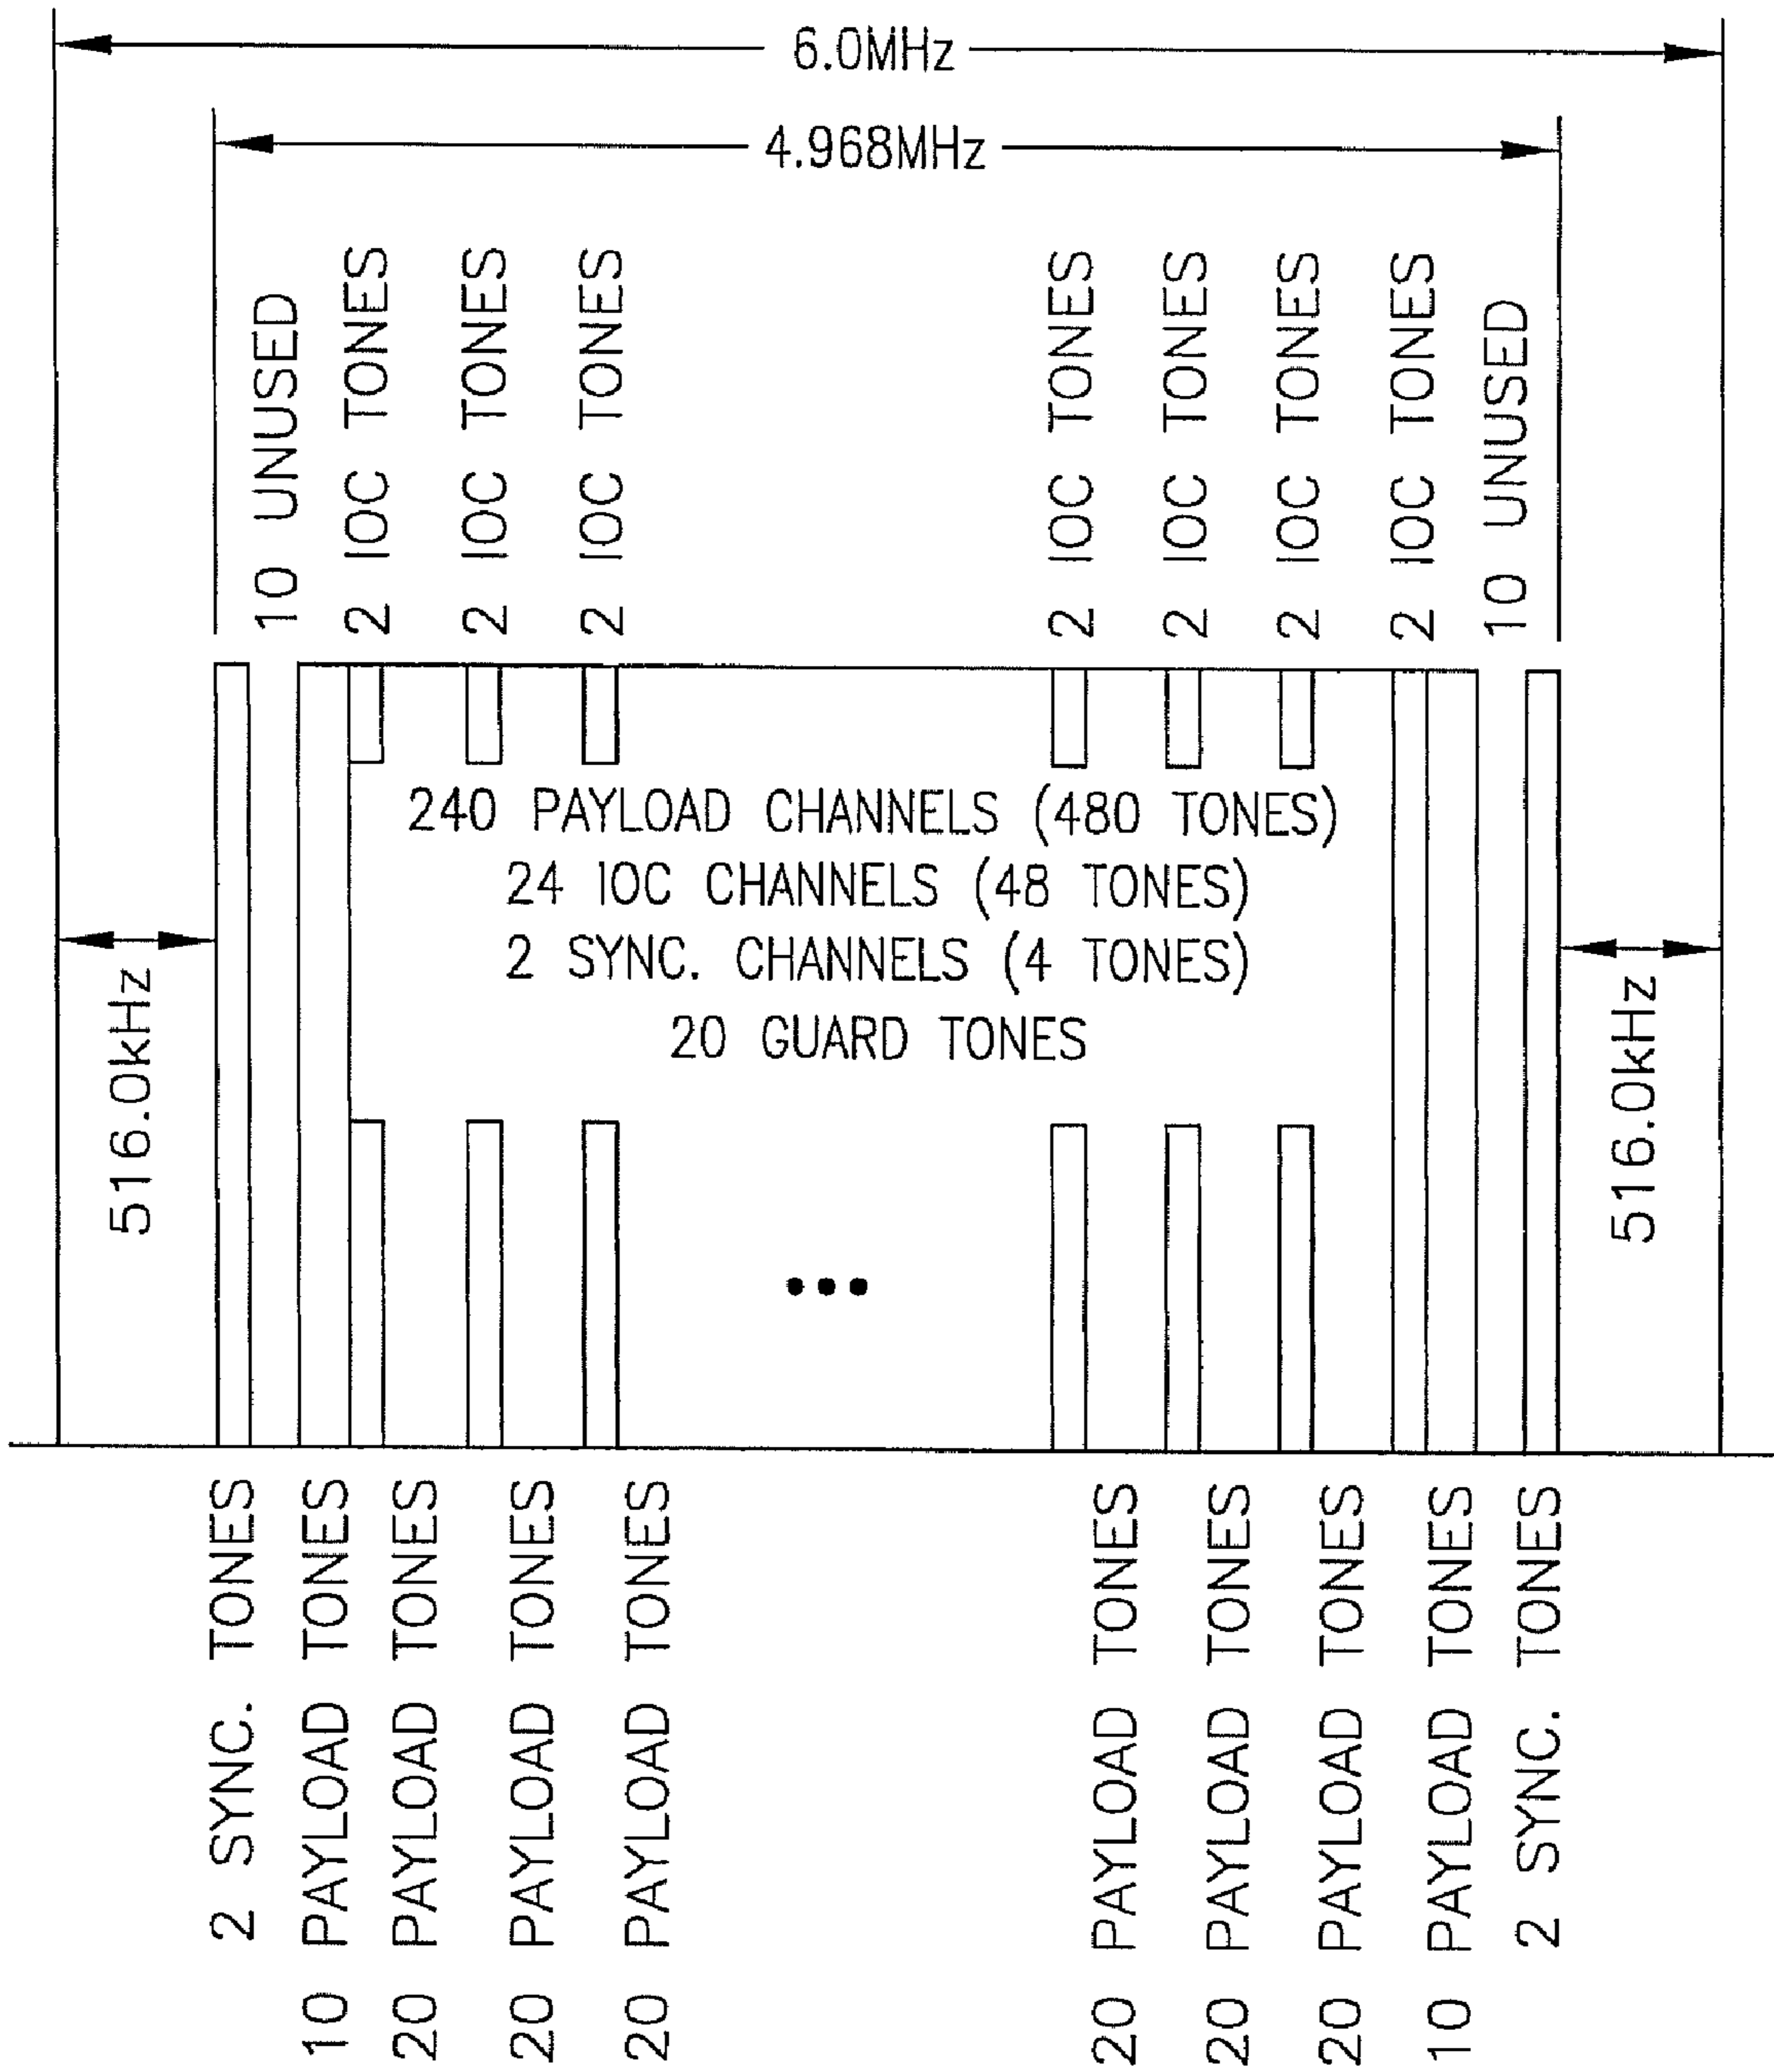 6.0MHz
4.968MHz
10 UNUSED
2 IOC TONES
2 IOC TONES
2 IOC TONES
2 IOC TONES
2 IOC TONES
2 IOC TONES
2 IOC TONES
10 UNUSED
240 PAYLOAD CHANNELS (480 TONES)
24 IOC CHANNELS (48 TONES)
2 SYNC. CHANNELS (4 TONES)
20 GUARD TONES
516.0kHz
516.0kHz
2 SYNC. TONES
10 PAYLOAD TONES
20 PAYLOAD TONES
20 PAYLOAD TONES
20 PAYLOAD TONES
20 PAYLOAD TONES
20 PAYLOAD TONES
20 PAYLOAD TONES
10 PAYLOAD TONES
2 SYNC. TONES